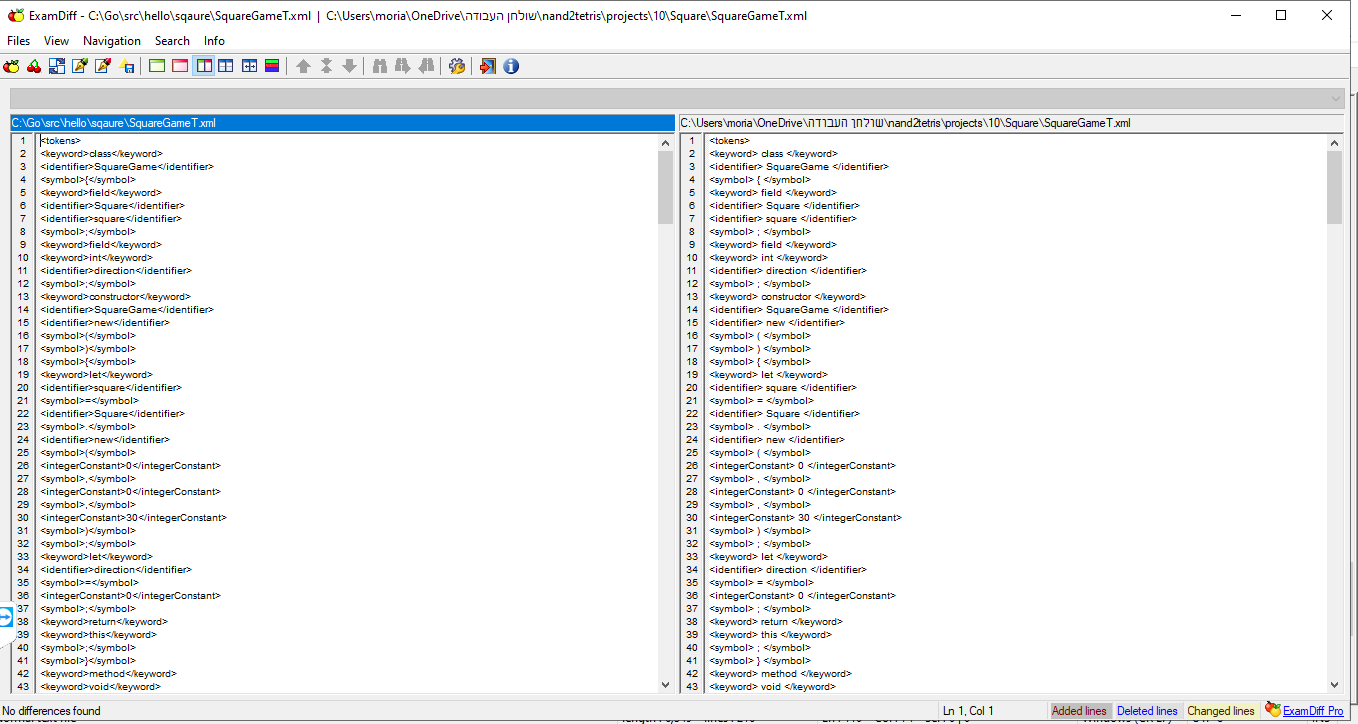 ExamDiff - C:\Go\src\hello\sqaure\SquareGameT.xml | C:\Users\moria\OneDrive\שולחן העבודה\nand2tetris\projects\10\Square\SquareGameT.xml
Files View Navigation Search Info
C:\Go\src\hello\sqaure\SquareGameT.xml
1 <tokens>
2 <keyword>class</keyword>
3 <identifier>SquareGame</identifier>
4 <symbol>{</symbol>
5 <keyword>field</keyword>
6 <identifier>Square</identifier>
7 <identifier>square</identifier>
8 <symbol>;</symbol>
9 <keyword>field</keyword>
10 <keyword>int</keyword>
11 <identifier>direction</identifier>
12 <symbol>;</symbol>
13 <keyword>constructor</keyword>
14 <identifier>SquareGame</identifier>
15 <identifier>new</identifier>
16 <symbol>(</symbol>
17 <symbol>)</symbol>
18 <symbol>{</symbol>
19 <keyword>let</keyword>
20 <identifier>square</identifier>
21 <symbol>=</symbol>
22 <identifier>Square</identifier>
23 <symbol>.</symbol>
24 <identifier>new</identifier>
25 <symbol>(</symbol>
26 <integerConstant>0</integerConstant>
27 <symbol>,</symbol>
28 <integerConstant>0</integerConstant>
29 <symbol>,</symbol>
30 <integerConstant>30</integerConstant>
31 <symbol>)</symbol>
32 <symbol>;</symbol>
33 <keyword>let</keyword>
34 <identifier>direction</identifier>
35 <symbol>=</symbol>
36 <integerConstant>0</integerConstant>
37 <symbol>;</symbol>
38 <keyword>return</keyword>
39 <keyword>this</keyword>
40 <symbol>;</symbol>
41 <symbol>}</symbol>
42 <keyword>method</keyword>
43 <keyword>void</keyword>
C:\Users\moria\OneDrive\שולחן העבודה\nand2tetris\projects\10\Square\SquareGameT.xml
1 <tokens>
2 <keyword> class </keyword>
3 <identifier> SquareGame </identifier>
4 <symbol> { </symbol>
5 <keyword> field </keyword>
6 <identifier> Square </identifier>
7 <identifier> square </identifier>
8 <symbol> ; </symbol>
9 <keyword> field </keyword>
10 <keyword> int </keyword>
11 <identifier> direction </identifier>
12 <symbol> ; </symbol>
13 <keyword> constructor </keyword>
14 <identifier> SquareGame </identifier>
15 <identifier> new </identifier>
16 <symbol> ( </symbol>
17 <symbol> ) </symbol>
18 <symbol> { </symbol>
19 <keyword> let </keyword>
20 <identifier> square </identifier>
21 <symbol> = </symbol>
22 <identifier> Square </identifier>
23 <symbol> . </symbol>
24 <identifier> new </identifier>
25 <symbol> ( </symbol>
26 <integerConstant> 0 </integerConstant>
27 <symbol> , </symbol>
28 <integerConstant> 0 </integerConstant>
29 <symbol> , </symbol>
30 <integerConstant> 30 </integerConstant>
31 <symbol> ) </symbol>
32 <symbol> ; </symbol>
33 <keyword> let </keyword>
34 <identifier> direction </identifier>
35 <symbol> = </symbol>
36 <integerConstant> 0 </integerConstant>
37 <symbol> ; </symbol>
38 <keyword> return </keyword>
39 <keyword> this </keyword>
40 <symbol> ; </symbol>
41 <symbol> } </symbol>
42 <keyword> method </keyword>
43 <keyword> void </keyword>
No differences found Ln 1, Col 1 Added lines Deleted lines Changed lines ExamDiff Pro